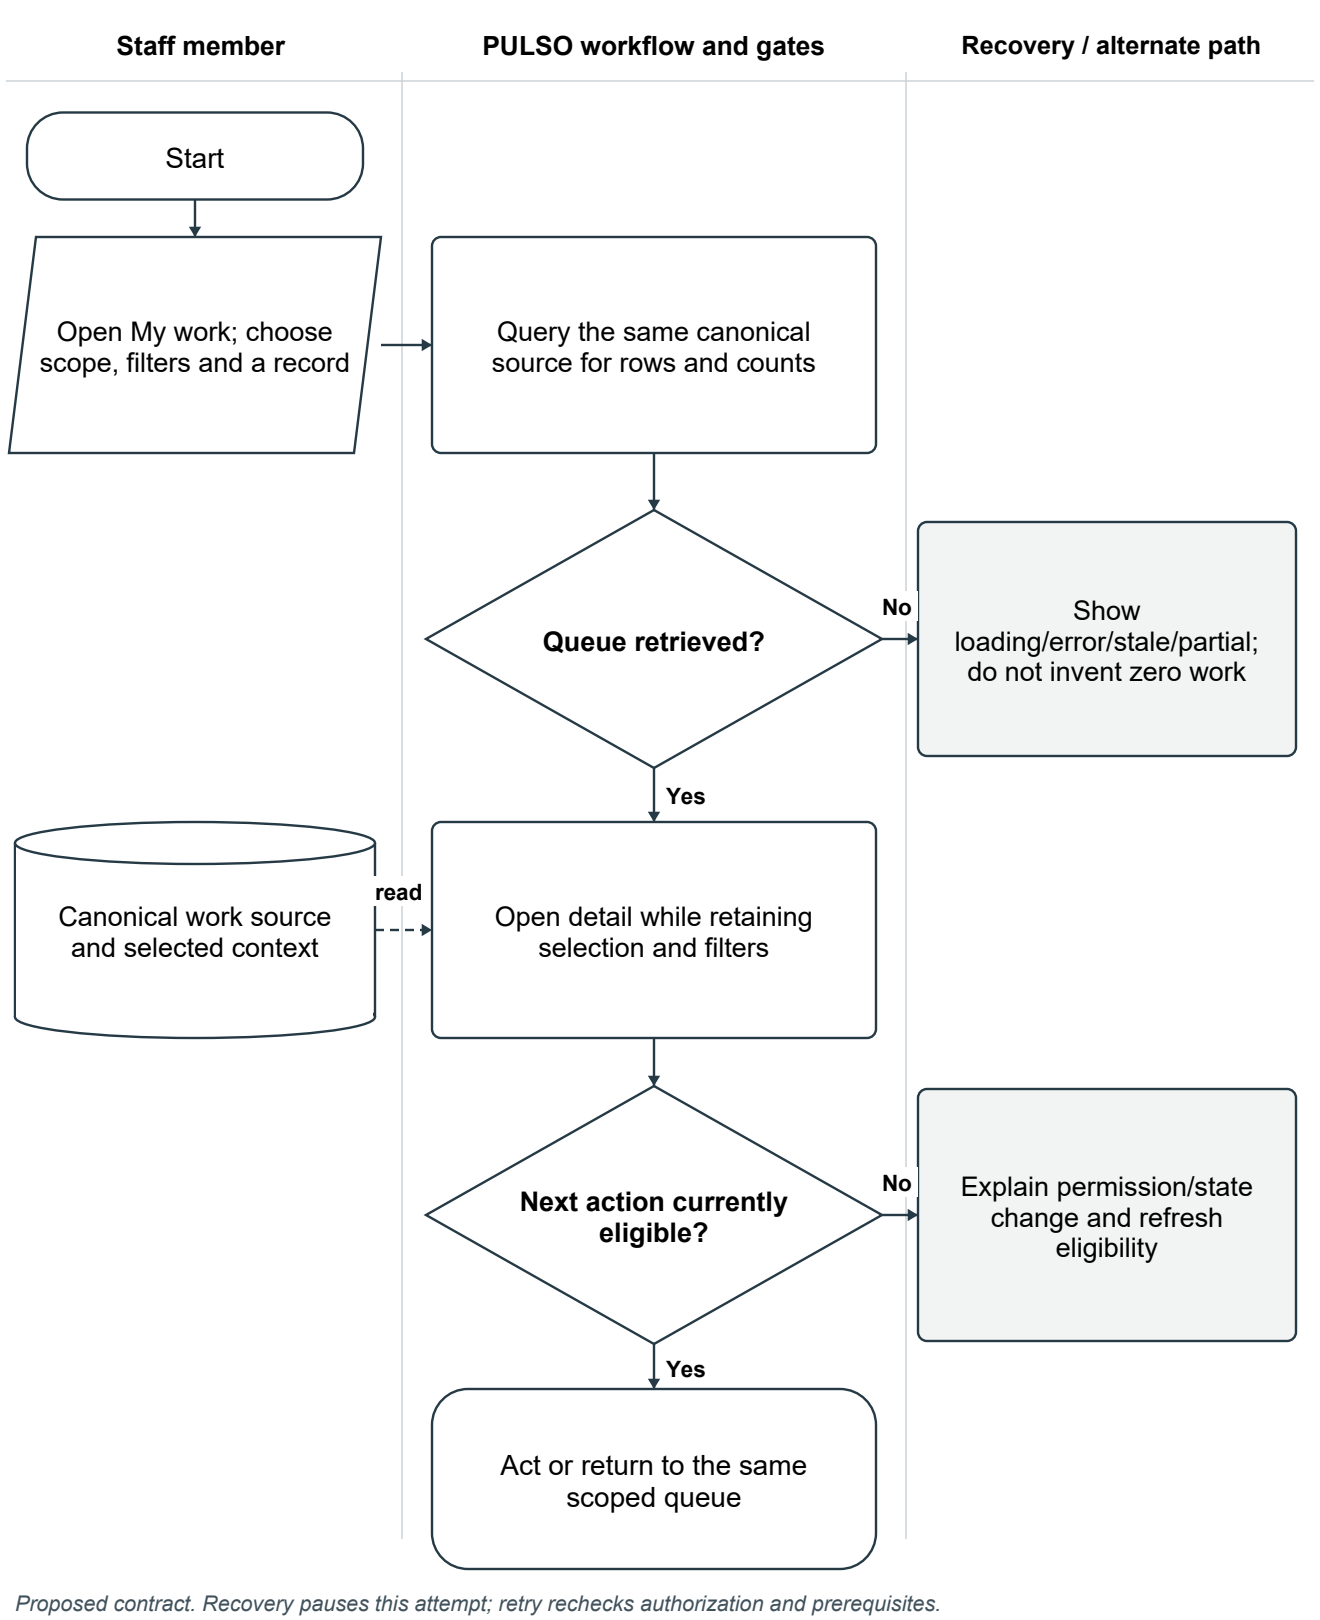 Staff member
PULSO workflow and gates
Recovery / alternate path
Start
Open My work; choose
scope, filters and a record
Query the same canonical
source for rows and counts
Queue retrieved?
No
Show
loading/error/stale/partial;
do not invent zero work
Yes
Canonical work source
and selected context
read
Open detail while retaining
selection and filters
Next action currently
eligible?
No
Explain permission/state
change and refresh
eligibility
Yes
Act or return to the same
scoped queue
Proposed contract. Recovery pauses this attempt; retry rechecks authorization and prerequisites.